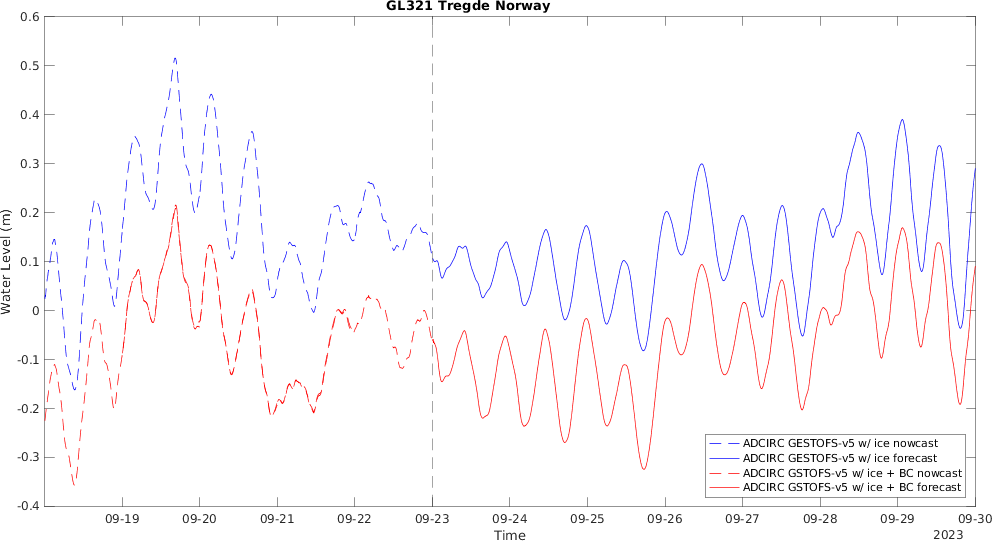 GL321 Tregde Norway
0.6
0.5
0.4
0.3
0.2
0.1
0
-0.1
-0.2
-0.3
-0.4
Water Level (m)
ADCIRC GESTOFS-v5 w/ ice nowcast
ADCIRC GESTOFS-v5 w/ ice forecast
ADCIRC GSTOFS-v5 w/ ice + BC nowcast
ADCIRC GSTOFS-v5 w/ ice + BC forecast
09-19 09-20 09-21 09-22 09-23 09-24 09-25 09-26 09-27 09-28 09-29 09-30
Time
2023